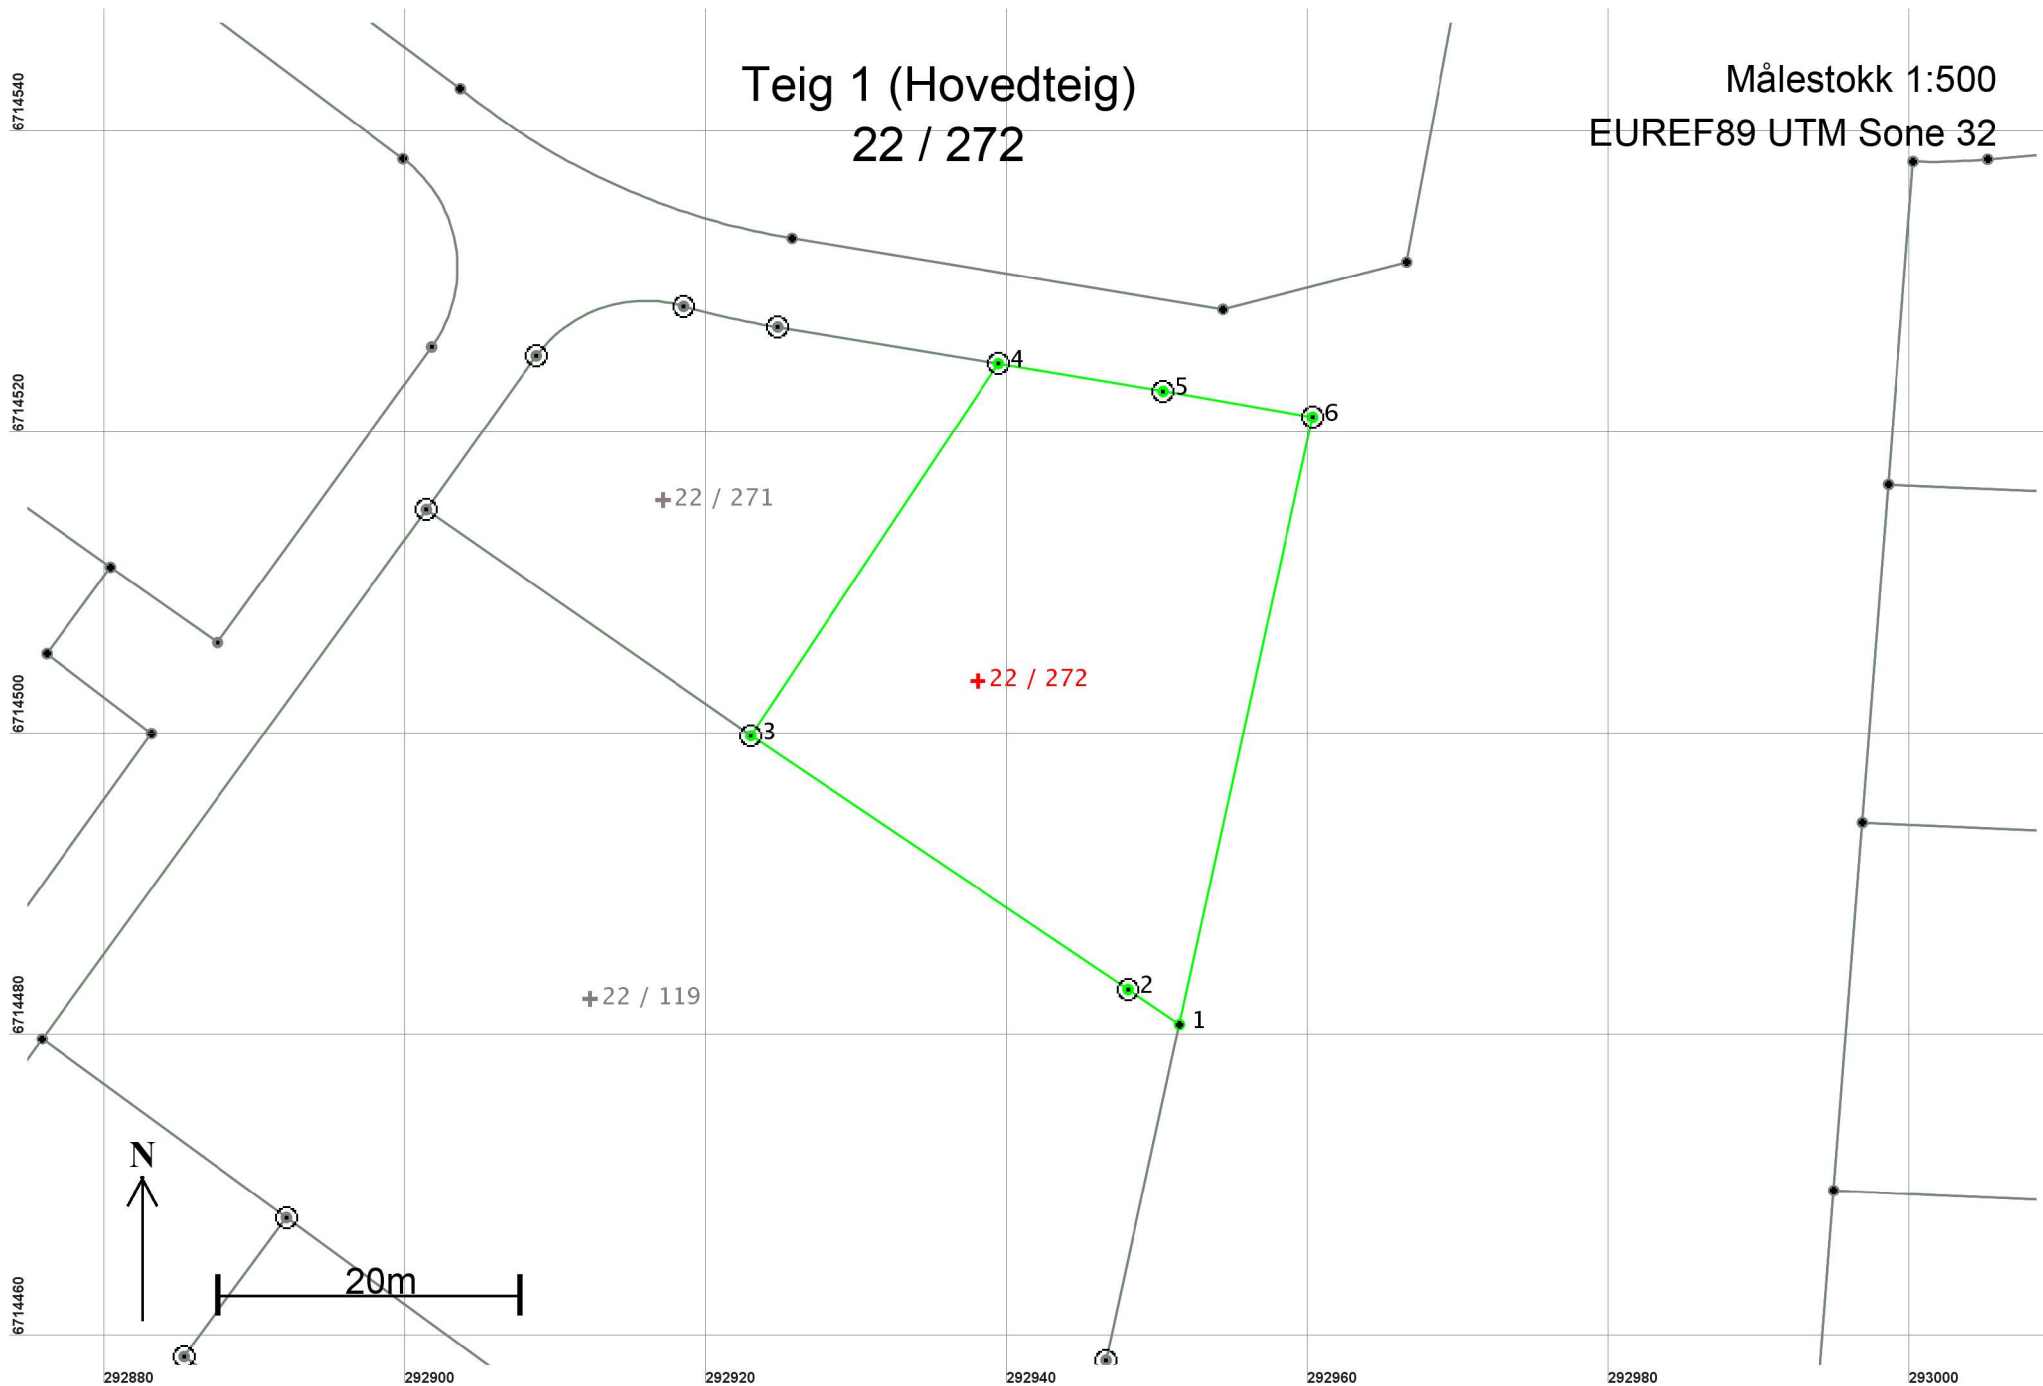 Teig 1 (Hovedteig)
22 / 272
Målestokk 1:500
EUREF89 UTM Sone 32
6714540
6714520
6714500
6714480
6714460
4
5
6
22 / 271
22 / 272
3
2
1
22 / 119
N
20m
292880
292900
292920
292940
292960
292980
293000